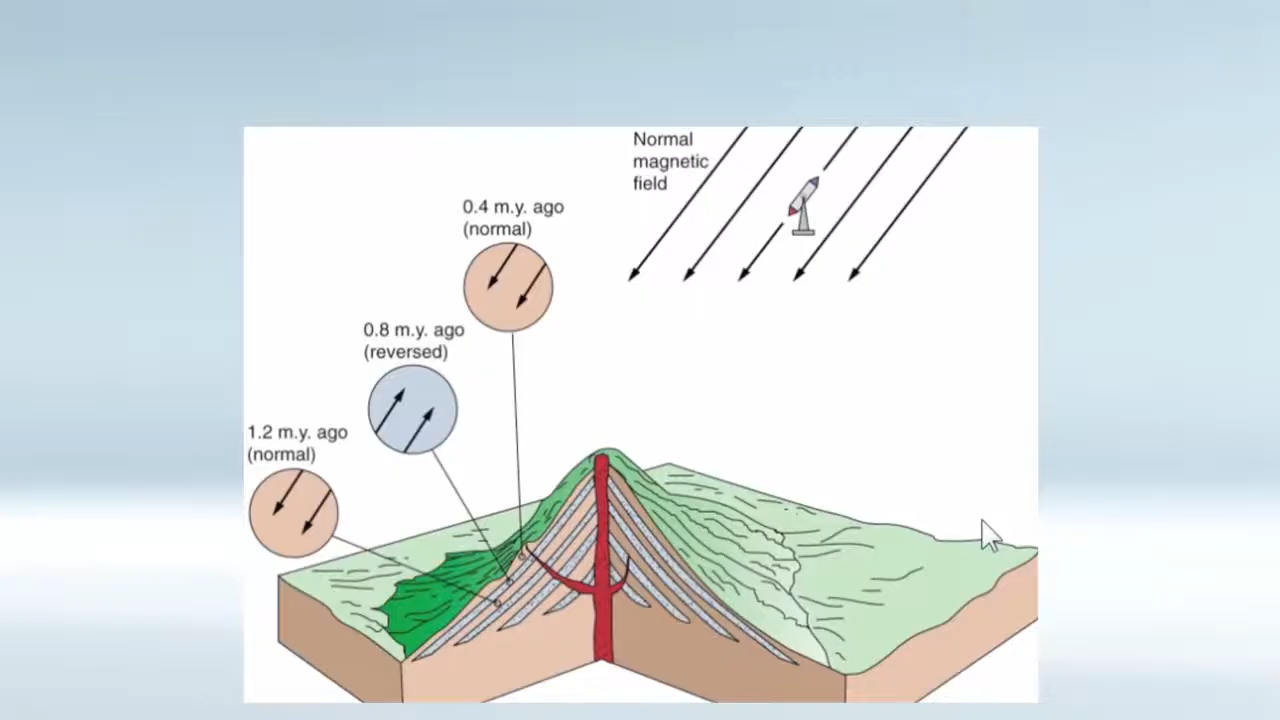 Normal
magnetic
field
0.4 m.y. ago
(normal)
0.8 m.y. ago
(reversed)
1.2 m.y. ago
(normal)